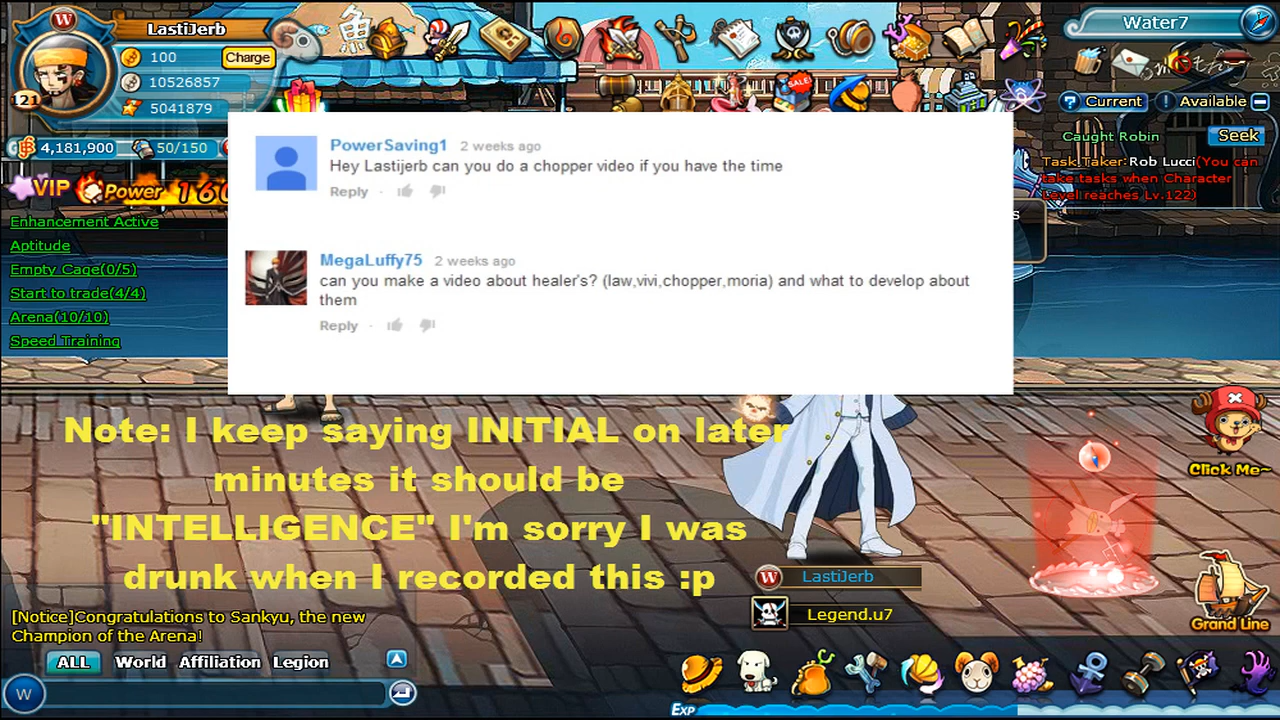 W
LastiJerb
100
Charge
10526857
121
5041879
4,181,900
50/150
VIP
Power 160
Enhancement Active
Aptitude
Empty Cage(0/5)
Start to trade(4/4)
Arena(10/10)
Speed Training
魚
SALE!
Water7
Current
Available
Caught Robin
Seek
Task Taker:Rob Lucci(You can
take tasks when Character
Level reaches Lv.122)
s
PowerSaving1 2 weeks ago
Hey Lastijerb can you do a chopper video if you have the time
Reply ·
MegaLuffy75 2 weeks ago
can you make a video about healer's? (law,vivi,chopper,moria) and what to develop about
them
Reply ·
Note: I keep saying INITIAL on later
minutes it should be
"INTELLIGENCE" I'm sorry I was
drunk when I recorded this :p
Click Me~
W LastiJerb
Legend.u7
Grand Line
[Notice]Congratulations to Sankyu, the new
Champion of the Arena!
ALL World Affiliation Legion
W
EXP